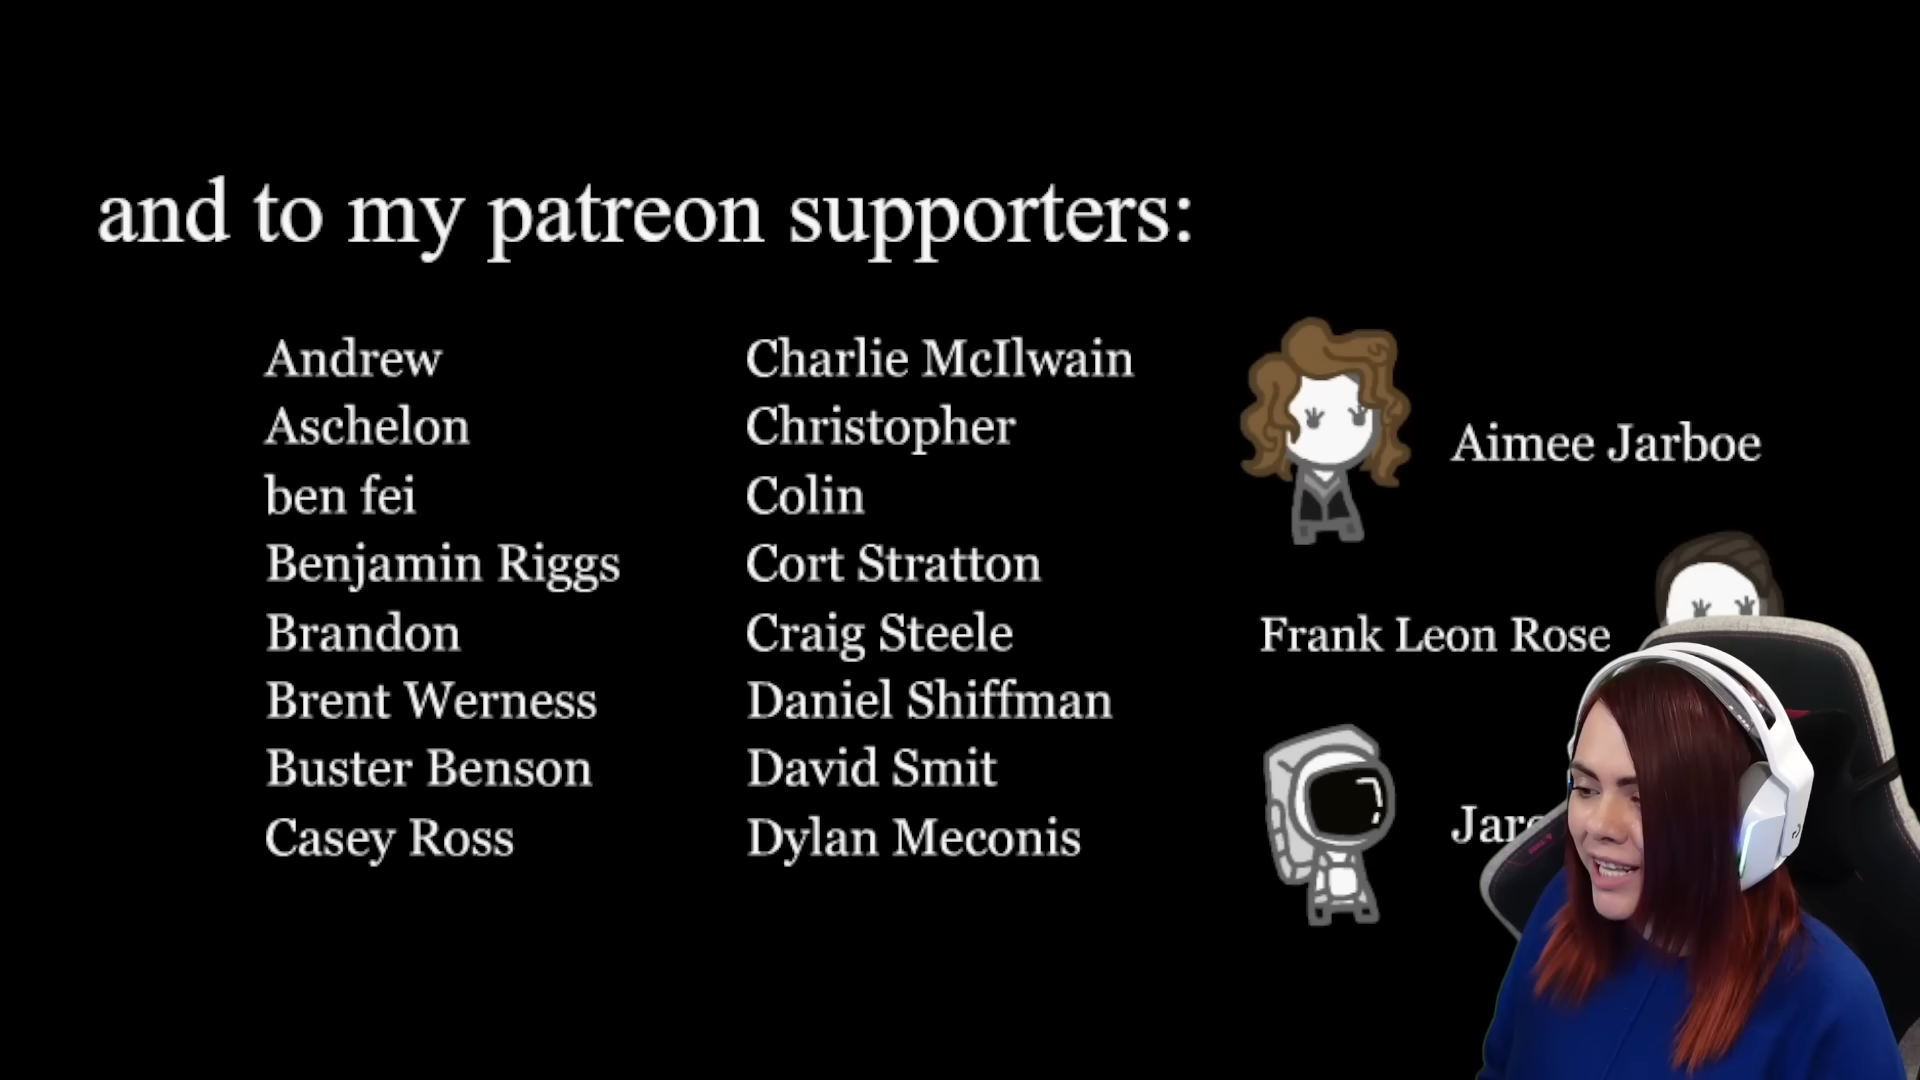 and to my patreon supporters:
Andrew
Aschelon
ben fei
Benjamin Riggs
Brandon
Brent Werness
Buster Benson
Casey Ross
Charlie McIlwain
Christopher
Colin
Cort Stratton
Craig Steele
Daniel Shiffman
David Smit
Dylan Meconis
Aimee Jarboe
Frank Leon Rose